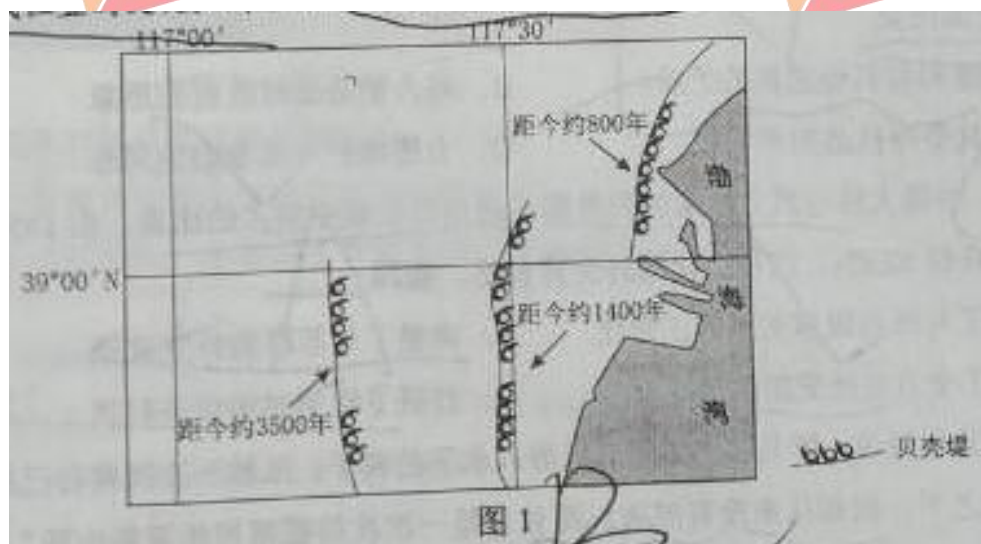 117°00′
117°30′
距今约800年
渤
39°00′N
海
距今约1400年
距今约3500年
湾
贝壳堤
图1